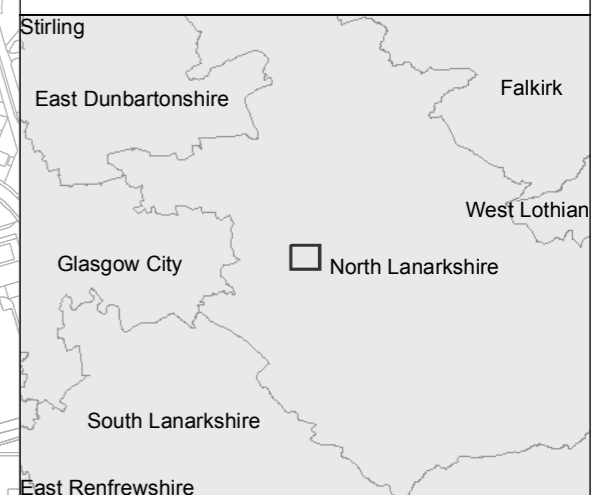 Stirling
East Dunbartonshire
Falkirk
West Lothian
Glasgow City
North Lanarkshire
South Lanarkshire
East Renfrewshire